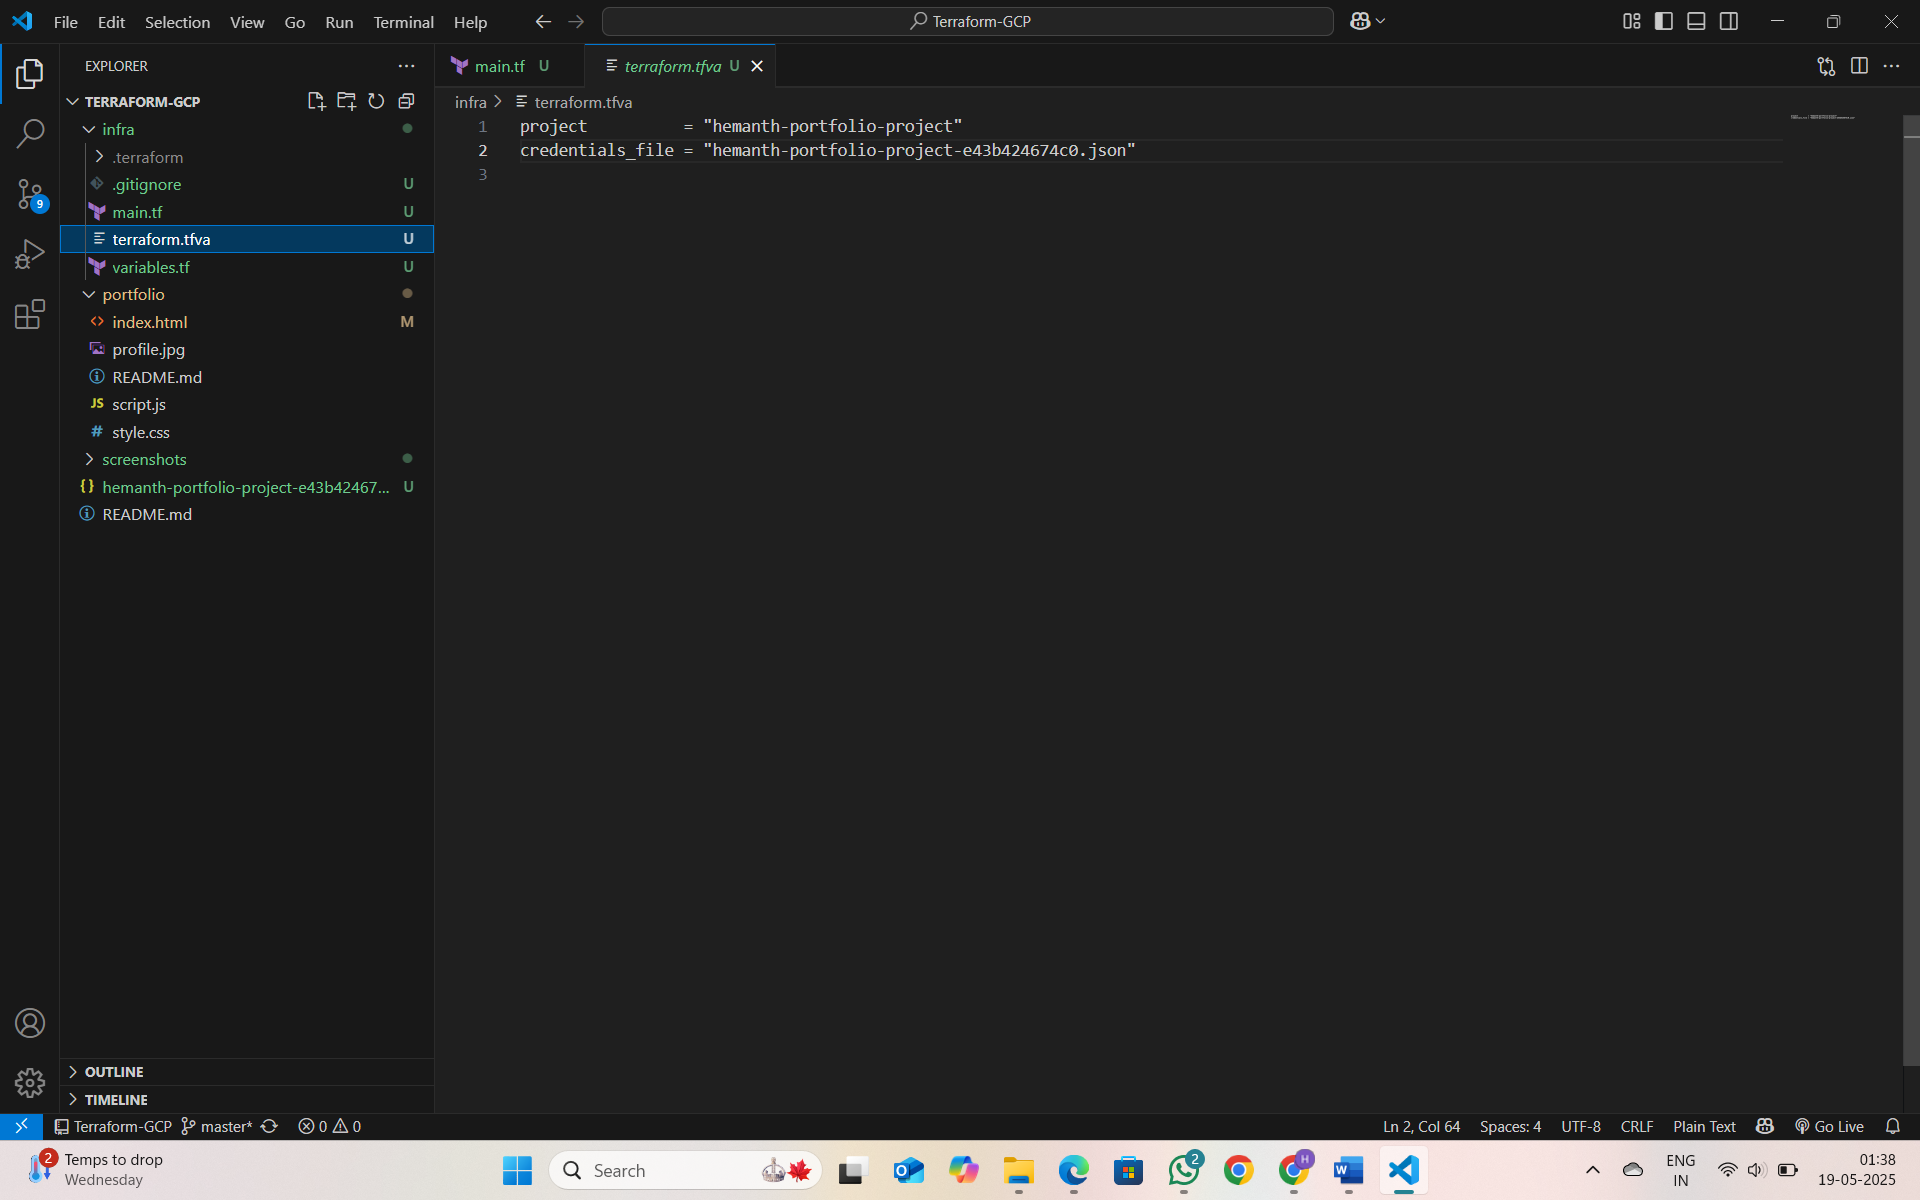 File Edit Selection View Go Run Terminal Help
Terraform-GCP
EXPLORER
TERRAFORM-GCP
infra
.terraform
.gitignore U
main.tf U
terraform.tfva U
variables.tf U
portfolio
index.html M
profile.jpg
README.md
JS script.js
# style.css
screenshots
{} hemanth-portfolio-project-e43b42467... U
README.md
OUTLINE
TIMELINE
9
main.tf U
terraform.tfva U
infra > terraform.tfva
1 project = "hemanth-portfolio-project"
2 credentials_file = "hemanth-portfolio-project-e43b424674c0.json"
3
Terraform-GCP master* 0 0
Ln 2, Col 64 Spaces: 4 UTF-8 CRLF Plain Text Go Live
2
Temps to drop
Wednesday
Search
2
H
ENG
IN
01:38
19-05-2025